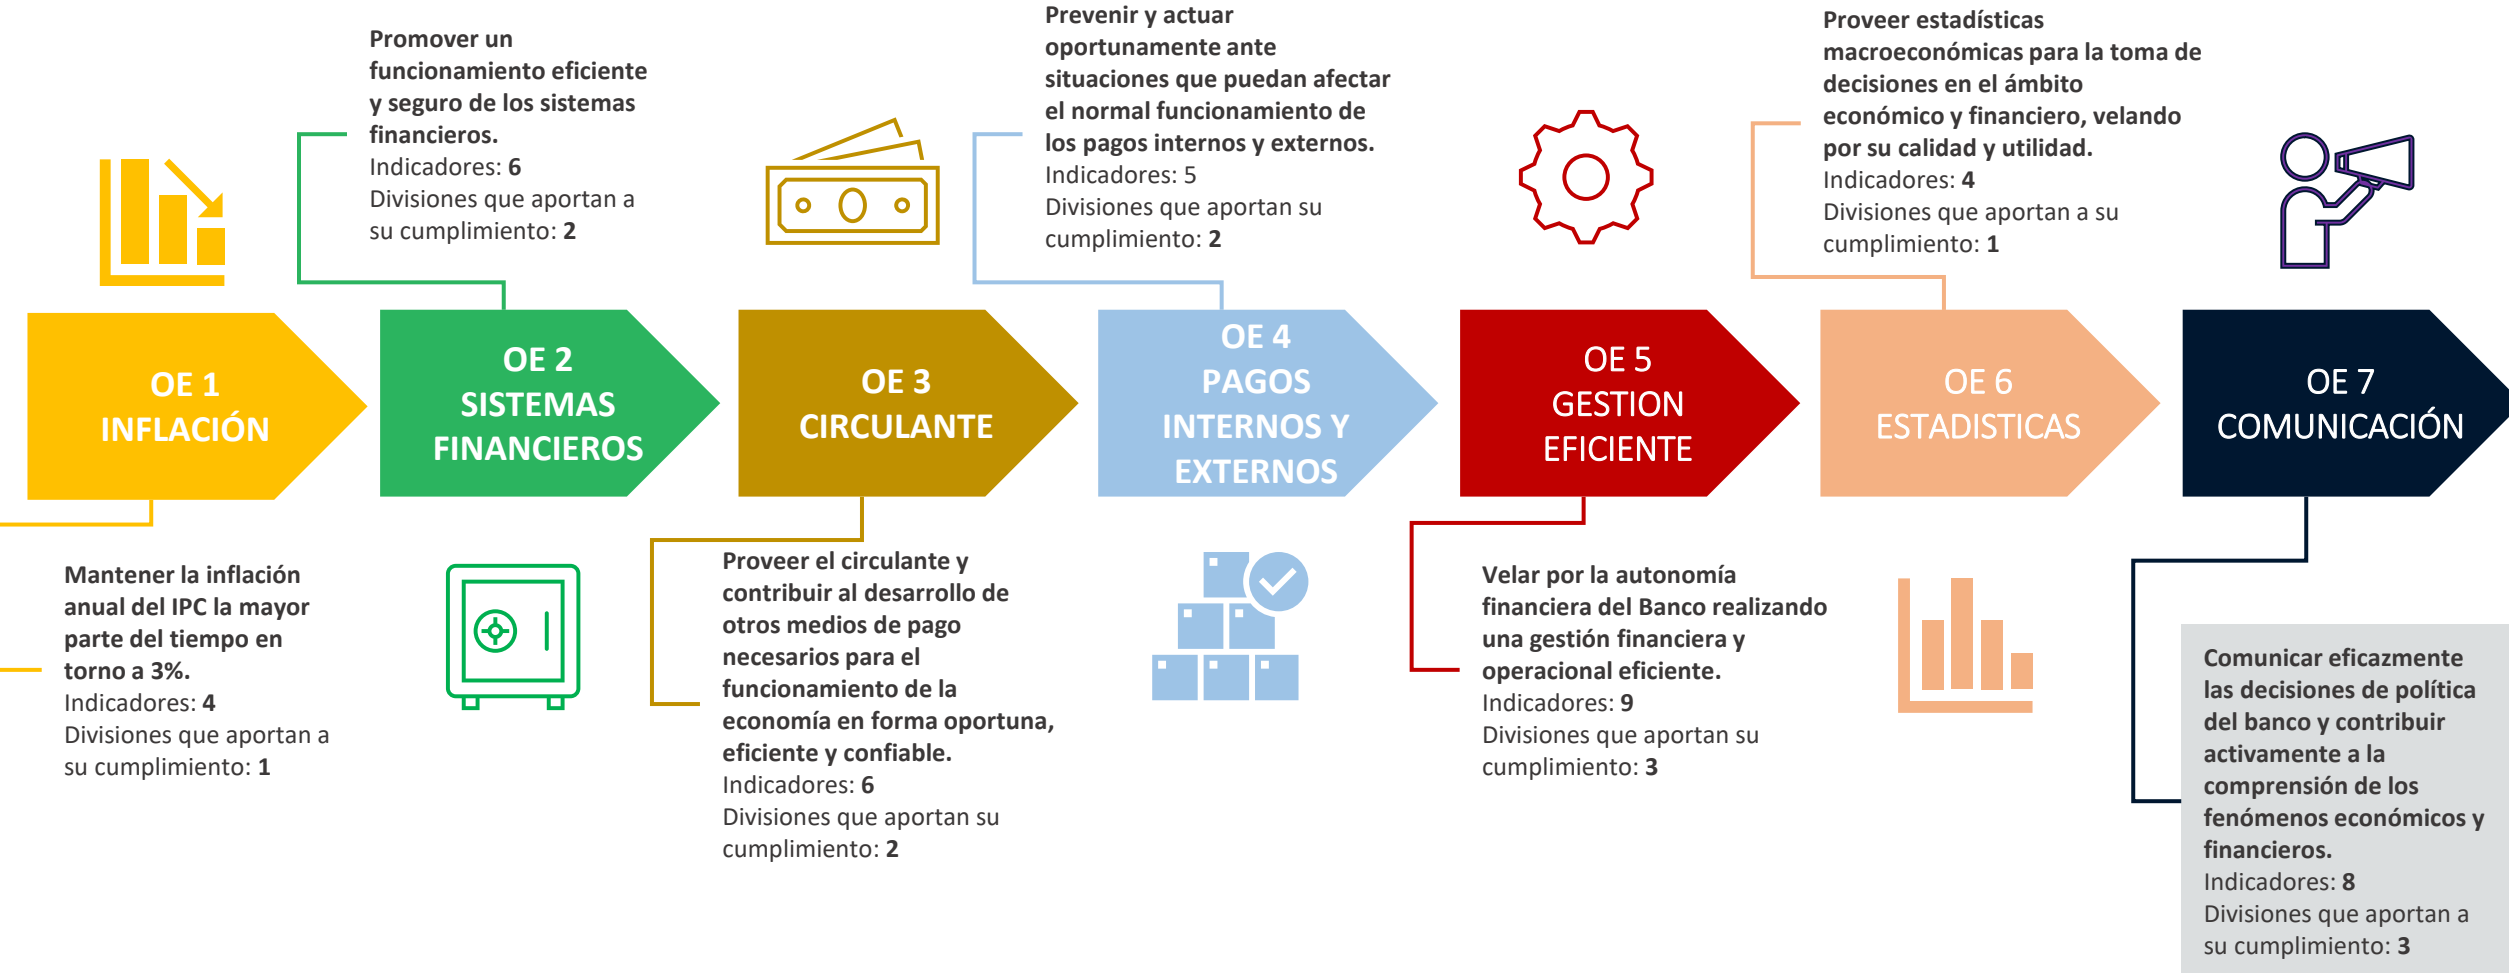 Promover un
funcionamiento eficiente
y seguro de los sistemas
financieros.
Indicadores: 6
Divisiones que aportan a
su cumplimiento: 2
Prevenir y actuar
oportunamente ante
situaciones que puedan afectar
el normal funcionamiento de
los pagos internos y externos.
Indicadores: 5
Divisiones que aportan su
cumplimiento: 2
Proveer estadísticas
macroeconómicas para la toma de
decisiones en el ámbito
económico y financiero, velando
por su calidad y utilidad.
Indicadores: 4
Divisiones que aportan a su
cumplimiento: 1
OE 1
INFLACIÓN
OE 2
SISTEMAS
FINANCIEROS
OE 3
CIRCULANTE
OE 4
PAGOS
INTERNOS Y
EXTERNOS
OE 5
GESTION
EFICIENTE
OE 6
ESTADISTICAS
OE 7
COMUNICACIÓN
Mantener la inflación
anual del IPC la mayor
parte del tiempo en
torno a 3%.
Indicadores: 4
Divisiones que aportan a
su cumplimiento: 1
Proveer el circulante y
contribuir al desarrollo de
otros medios de pago
necesarios para el
funcionamiento de la
economía en forma oportuna,
eficiente y confiable.
Indicadores: 6
Divisiones que aportan su
cumplimiento: 2
Velar por la autonomía
financiera del Banco realizando
una gestión financiera y
operacional eficiente.
Indicadores: 9
Divisiones que aportan su
cumplimiento: 3
Comunicar eficazmente
las decisiones de política
del banco y contribuir
activamente a la
comprensión de los
fenómenos económicos y
financieros.
Indicadores: 8
Divisiones que aportan a
su cumplimiento: 3